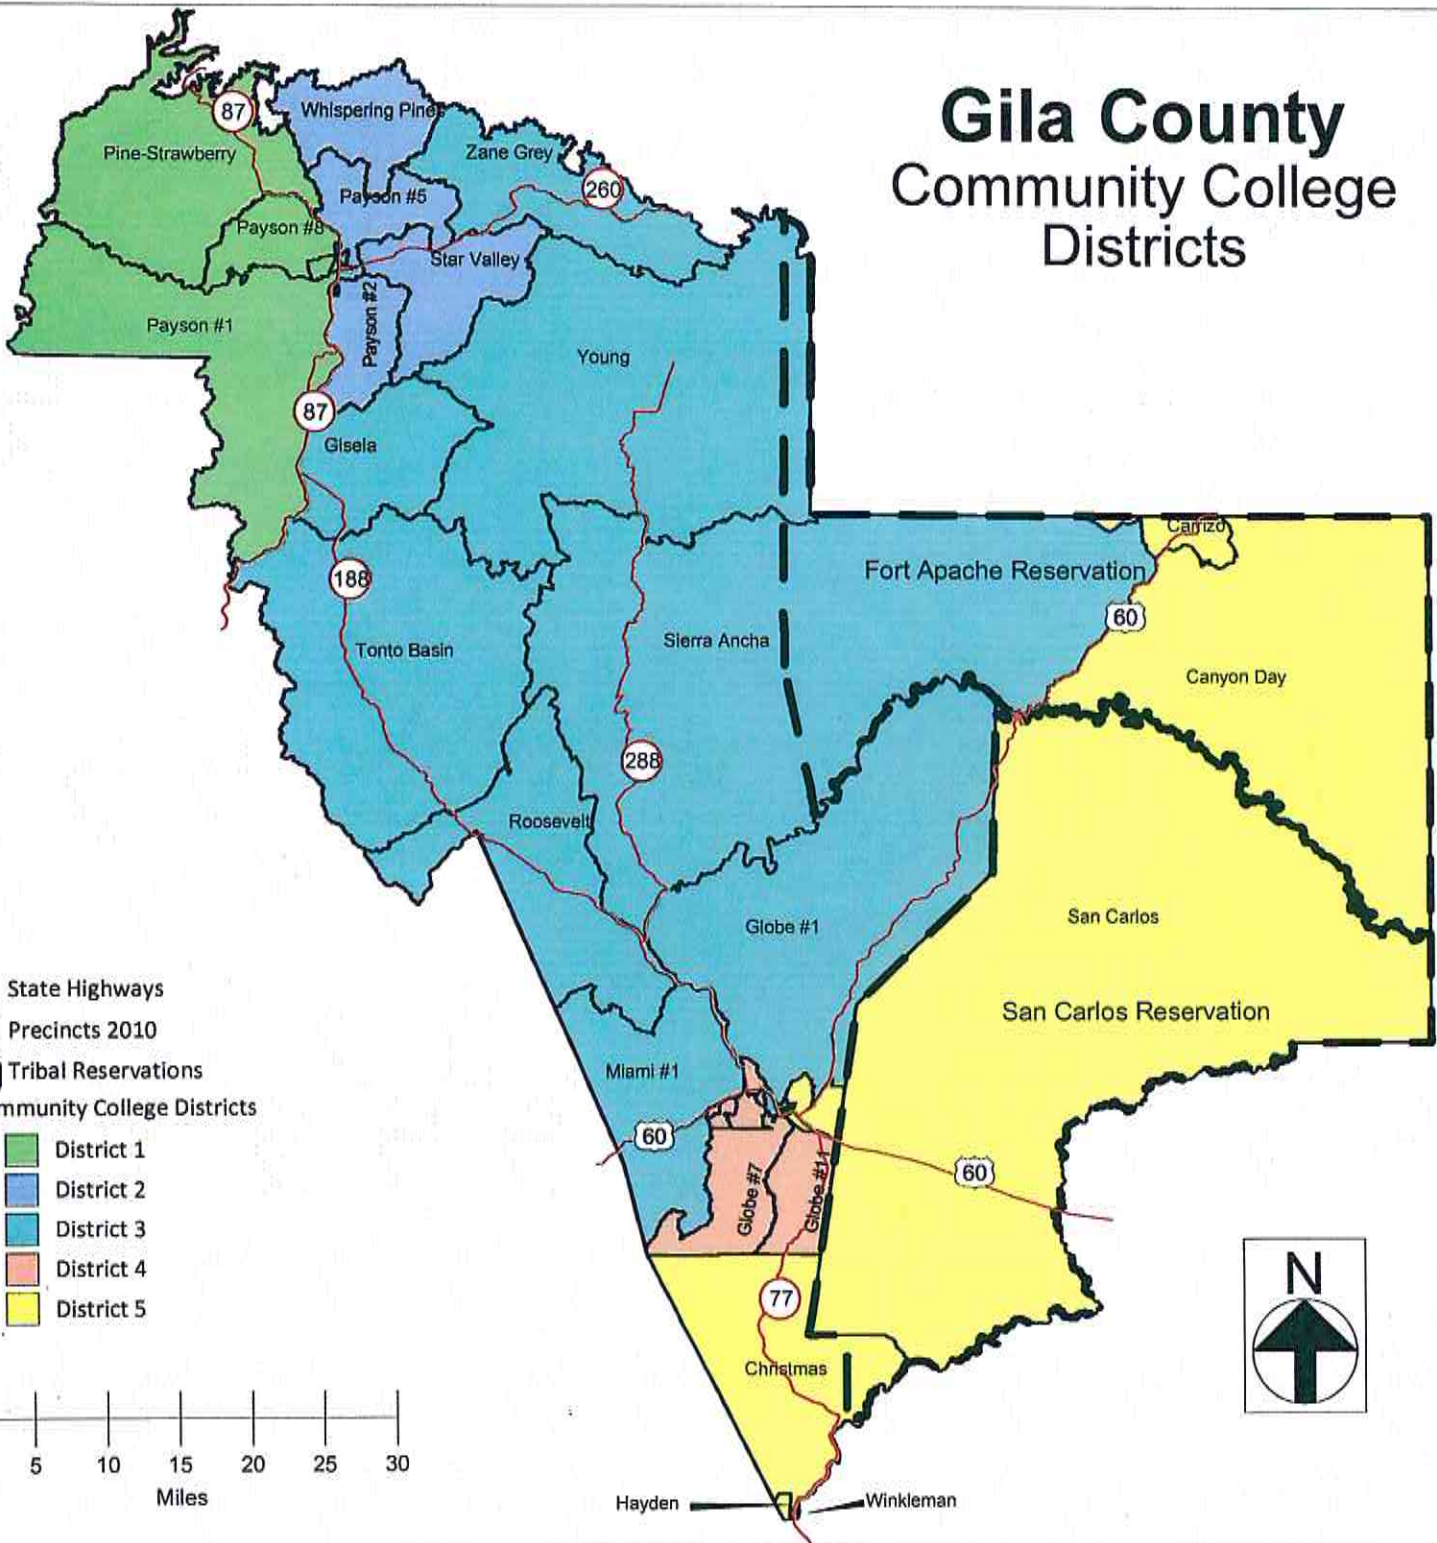 Gila County
Community College
Districts
87
Whispering Pines
Pine-Strawberry
Zane Grey
260
Payson #5
Payson #8
Star Valley
Payson #1
Payson #2
Young
87
Gisela
Carrizo
Fort Apache Reservation
188
60
Sierra Ancha
Tonto Basin
Canyon Day
288
Roosevelt
San Carlos
Globe #1
San Carlos Reservation
Miami #1
60
60
Globe #7
Globe #11
77
Christmas
Hayden
Winkleman
State Highways
Precincts 2010
Tribal Reservations
mmunity College Districts
District 1
District 2
District 3
District 4
District 5
5 10 15 20 25 30
Miles
N